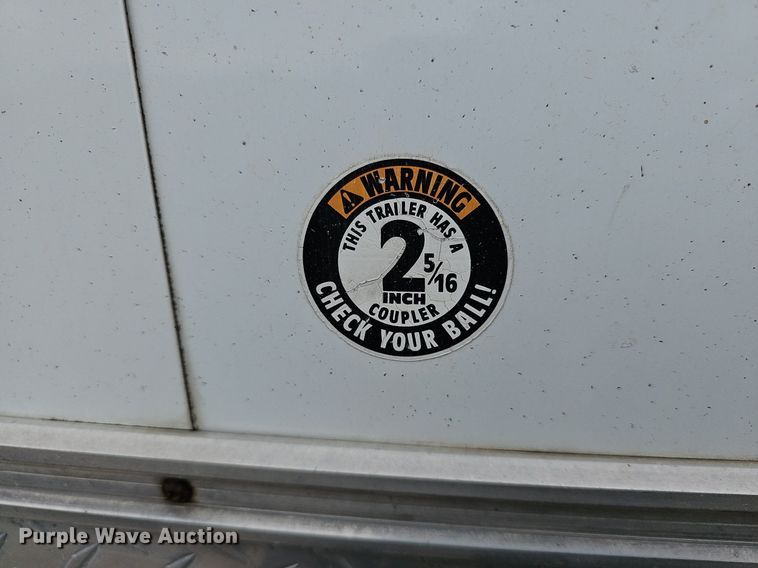 WARNING
THIS TRAILER HAS A
2 5/16
INCH
COUPLER
CHECK YOUR BALL!
Purple Wave Auction